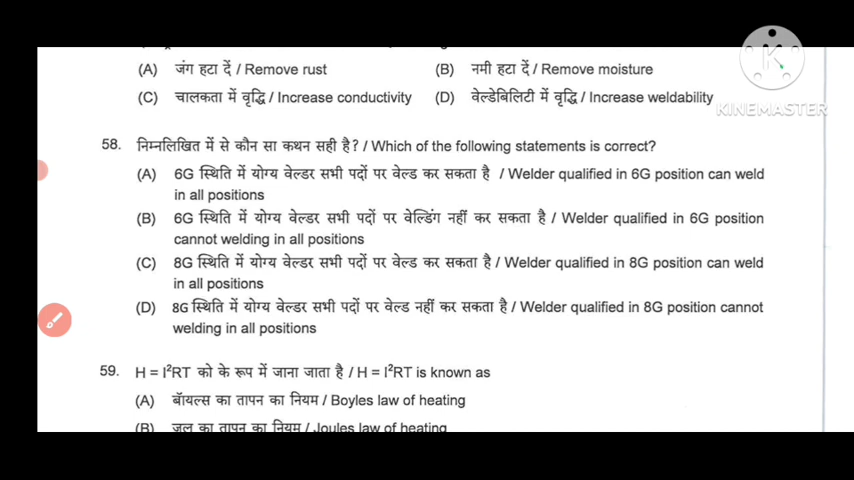 (A) जंग हटा दें / Remove rust (B) नमी हटा दें / Remove moisture
(C) चालकता में वृद्धि / Increase conductivity (D) वेल्डेबिलिटी में वृद्धि / Increase weldability
KINEMASTER
58. निम्नलिखित में से कौन सा कथन सही है? / Which of the following statements is correct?
(A) 6G स्थिति में योग्य वेल्डर सभी पदों पर वेल्ड कर सकता है / Welder qualified in 6G position can weld
in all positions
(B) 6G स्थिति में योग्य वेल्डर सभी पदों पर वेल्डिंग नहीं कर सकता है / Welder qualified in 6G position
cannot welding in all positions
(C) 8G स्थिति में योग्य वेल्डर सभी पदों पर वेल्ड कर सकता है / Welder qualified in 8G position can weld
in all positions
(D) 8G स्थिति में योग्य वेल्डर सभी पदों पर वेल्ड नहीं कर सकता है / Welder qualified in 8G position cannot
welding in all positions
59. H = I²RT को के रूप में जाना जाता है / H = I²RT is known as
(A) बॅायल्स का तापन का नियम / Boyles law of heating
(B) जूल का तापन का नियम / Joules law of heating